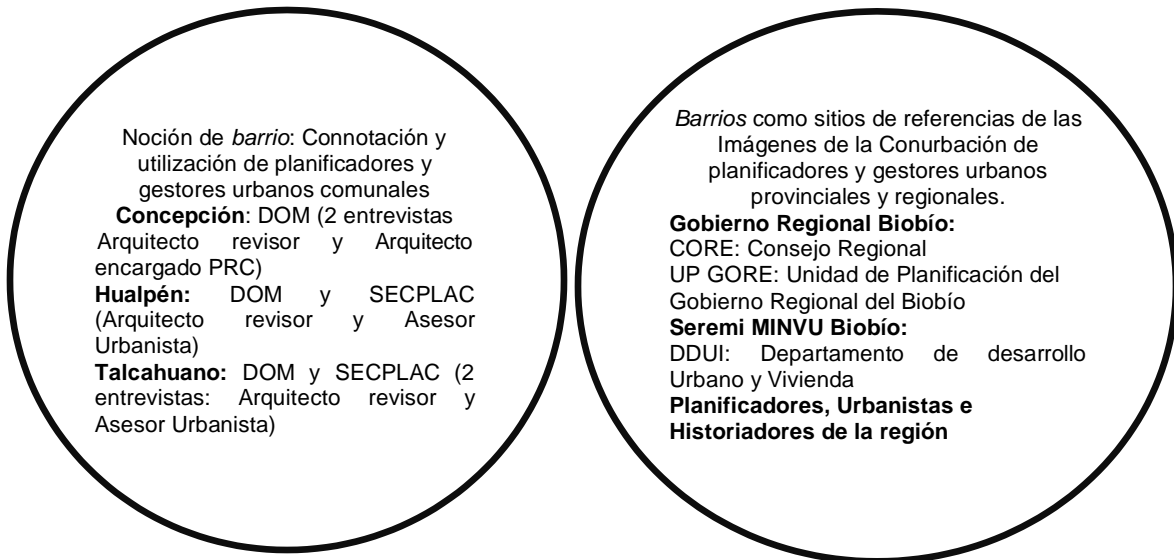 Noción de barrio: Connotación y
utilización de planificadores y
gestores urbanos comunales
Concepción: DOM (2 entrevistas
Arquitecto revisor y Arquitecto
encargado PRC)
Hualpén: DOM y SECPLAC
(Arquitecto revisor y Asesor
Urbanista)
Talcahuano: DOM y SECPLAC (2
entrevistas: Arquitecto revisor y
Asesor Urbanista)
Barrios como sitios de referencias de las
Imágenes de la Conurbación de
planificadores y gestores urbanos
provinciales y regionales.
Gobierno Regional Biobío:
CORE: Consejo Regional
UP GORE: Unidad de Planificación del
Gobierno Regional del Biobío
Seremi MINVU Biobío:
DDUI: Departamento de desarrollo
Urbano y Vivienda
Planificadores, Urbanistas e
Historiadores de la región